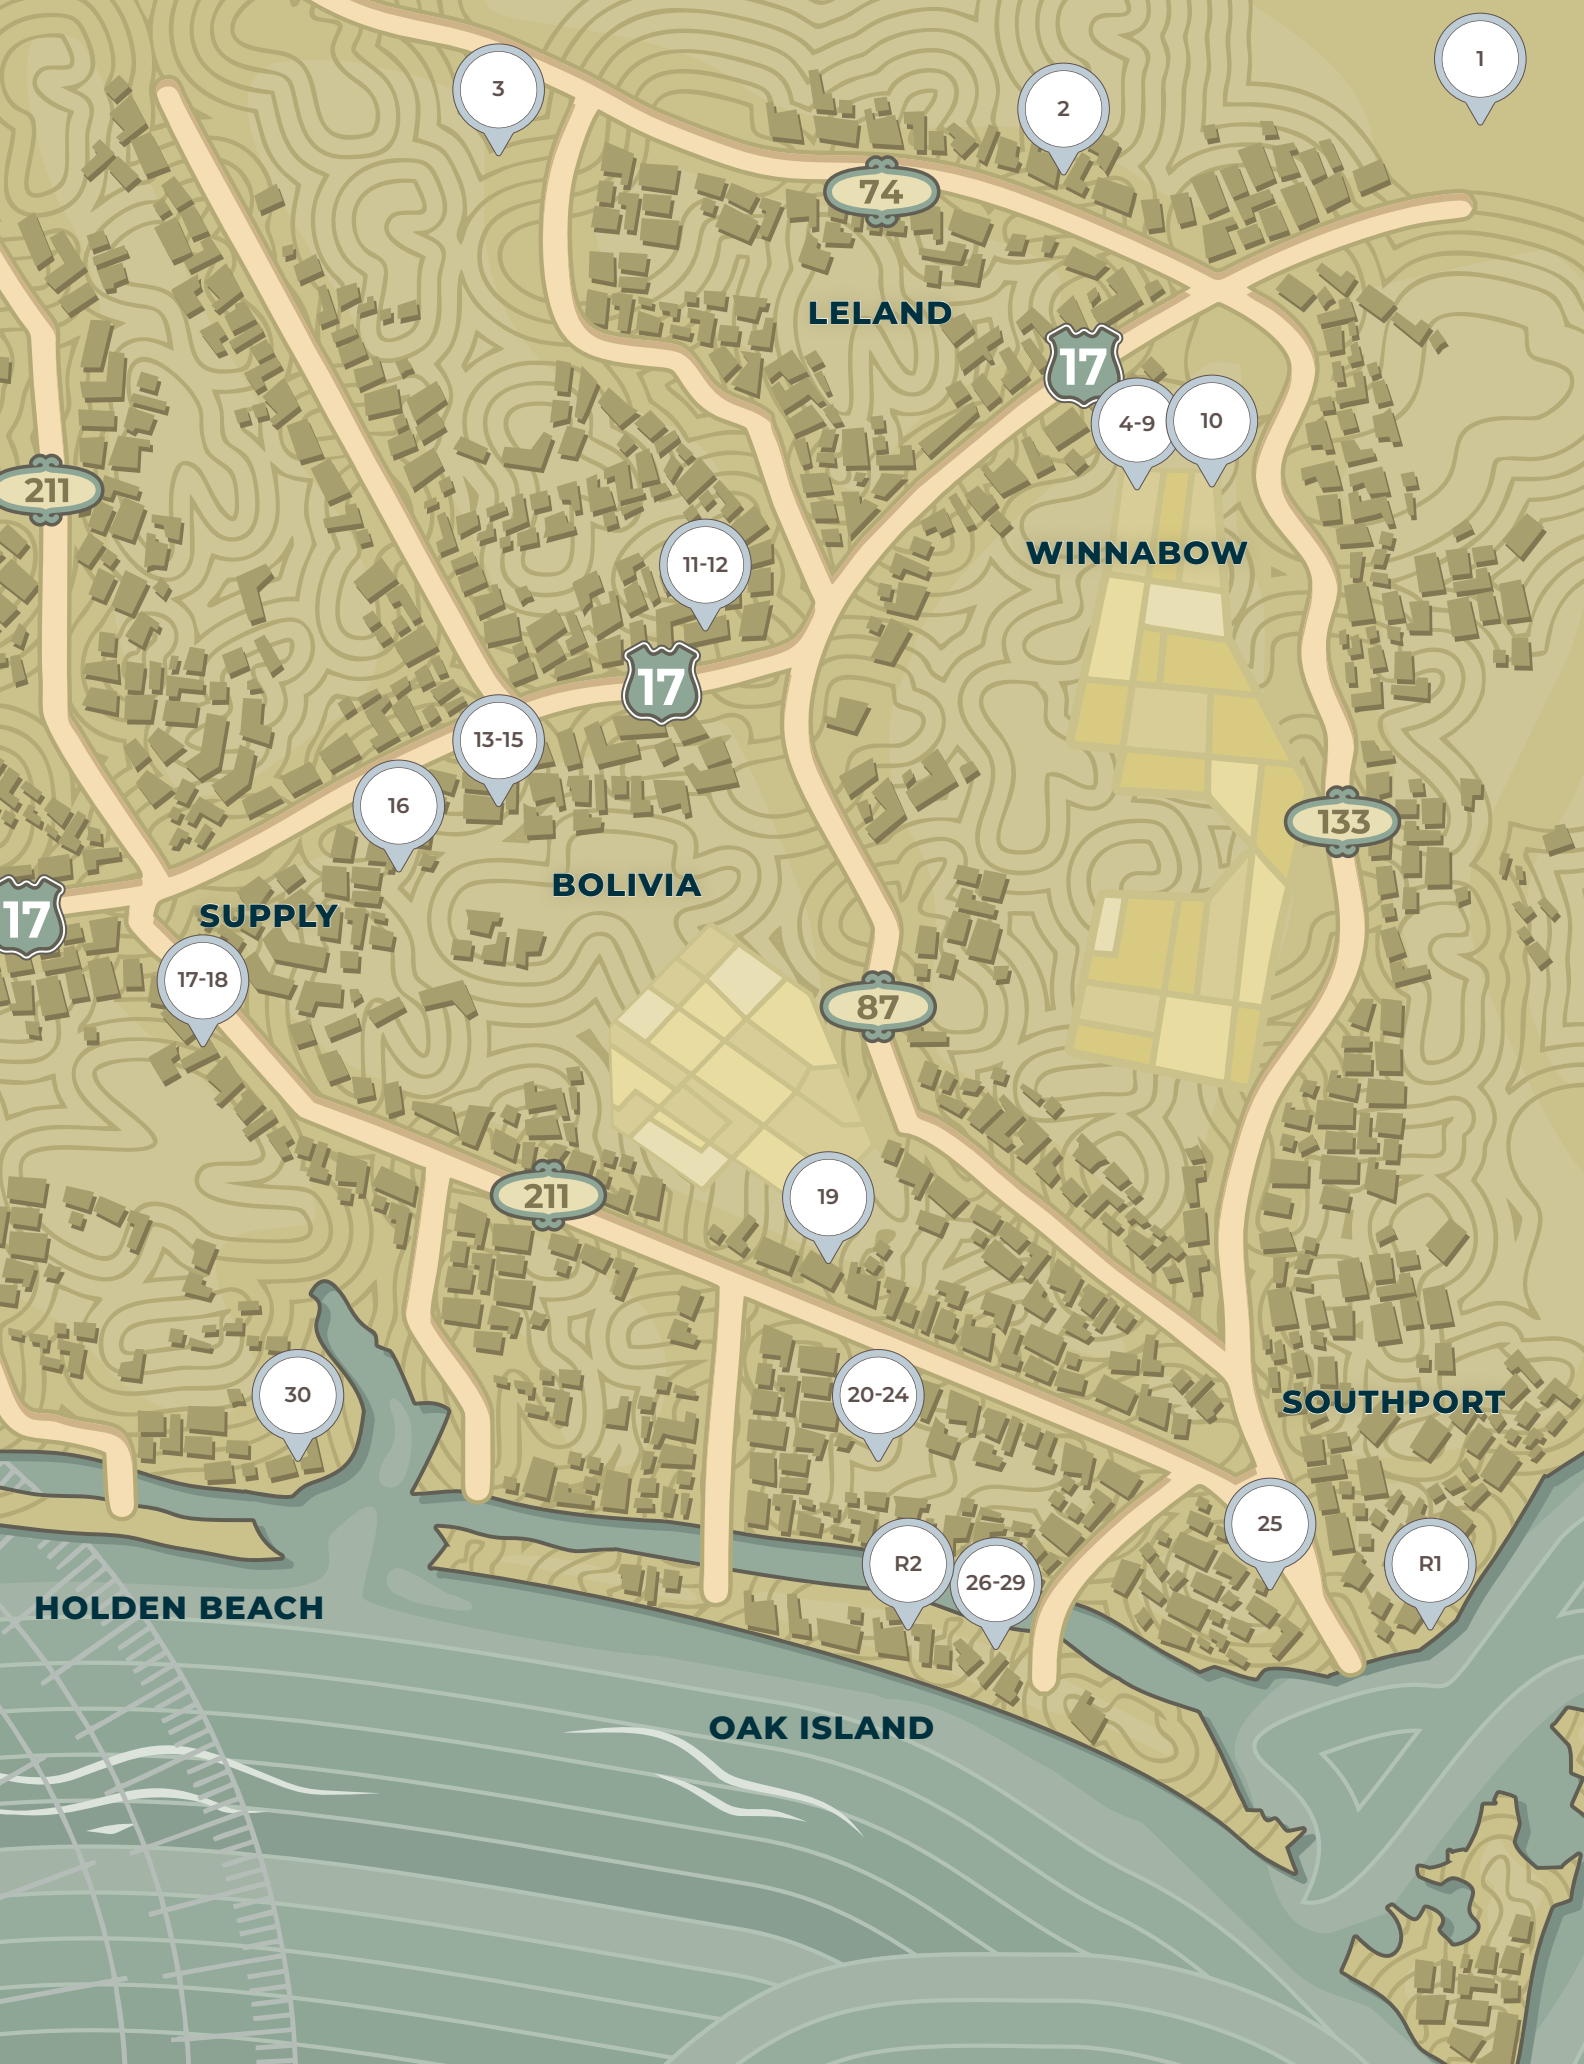 1
3
2
74
LELAND
17
4-9
10
211
WINNABOW
11-12
17
13-15
16
133
BOLIVIA
SUPPLY
17
17-18
87
211
19
30
20-24
SOUTHPORT
25
R2
26-29
R1
HOLDEN BEACH
OAK ISLAND